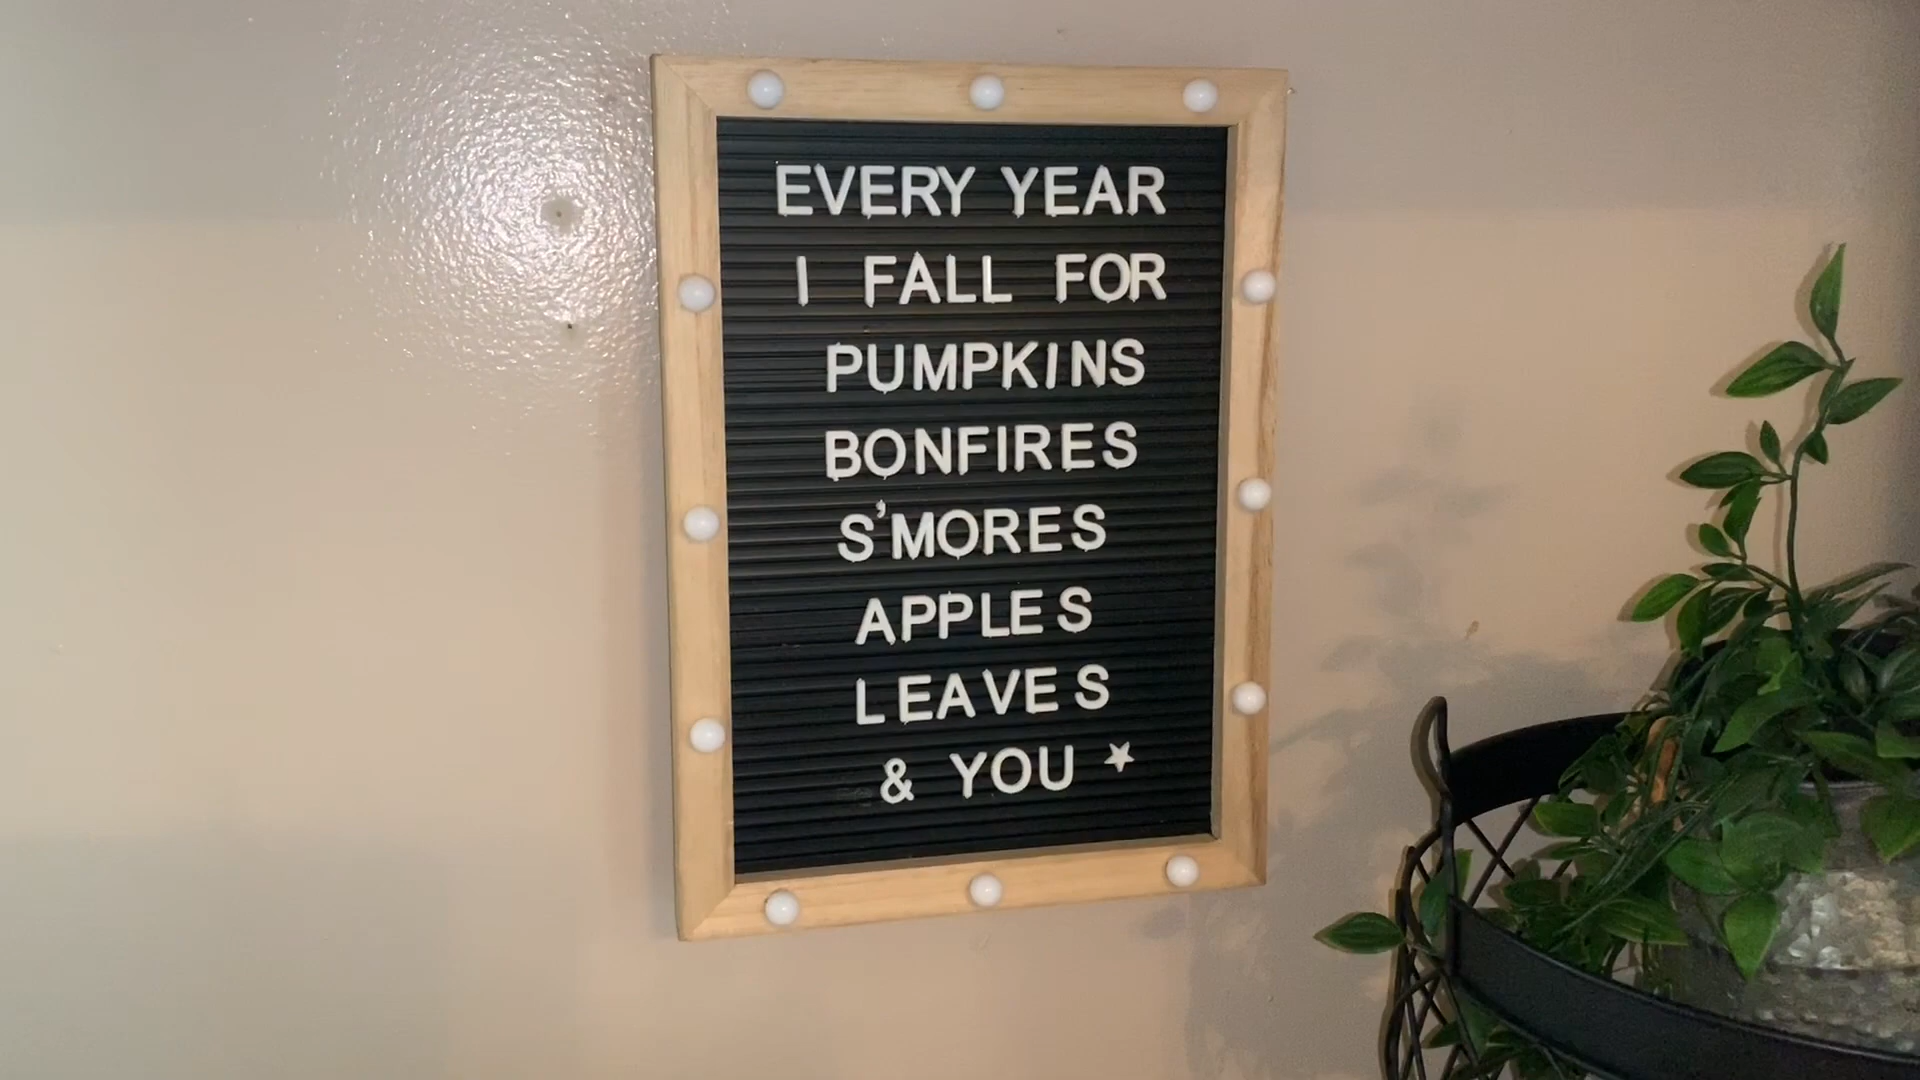 EVERY YEAR
I FALL FOR
PUMPKINS
BONFIRES
S'MORES
APPLES
LEAVES
& YOU ★